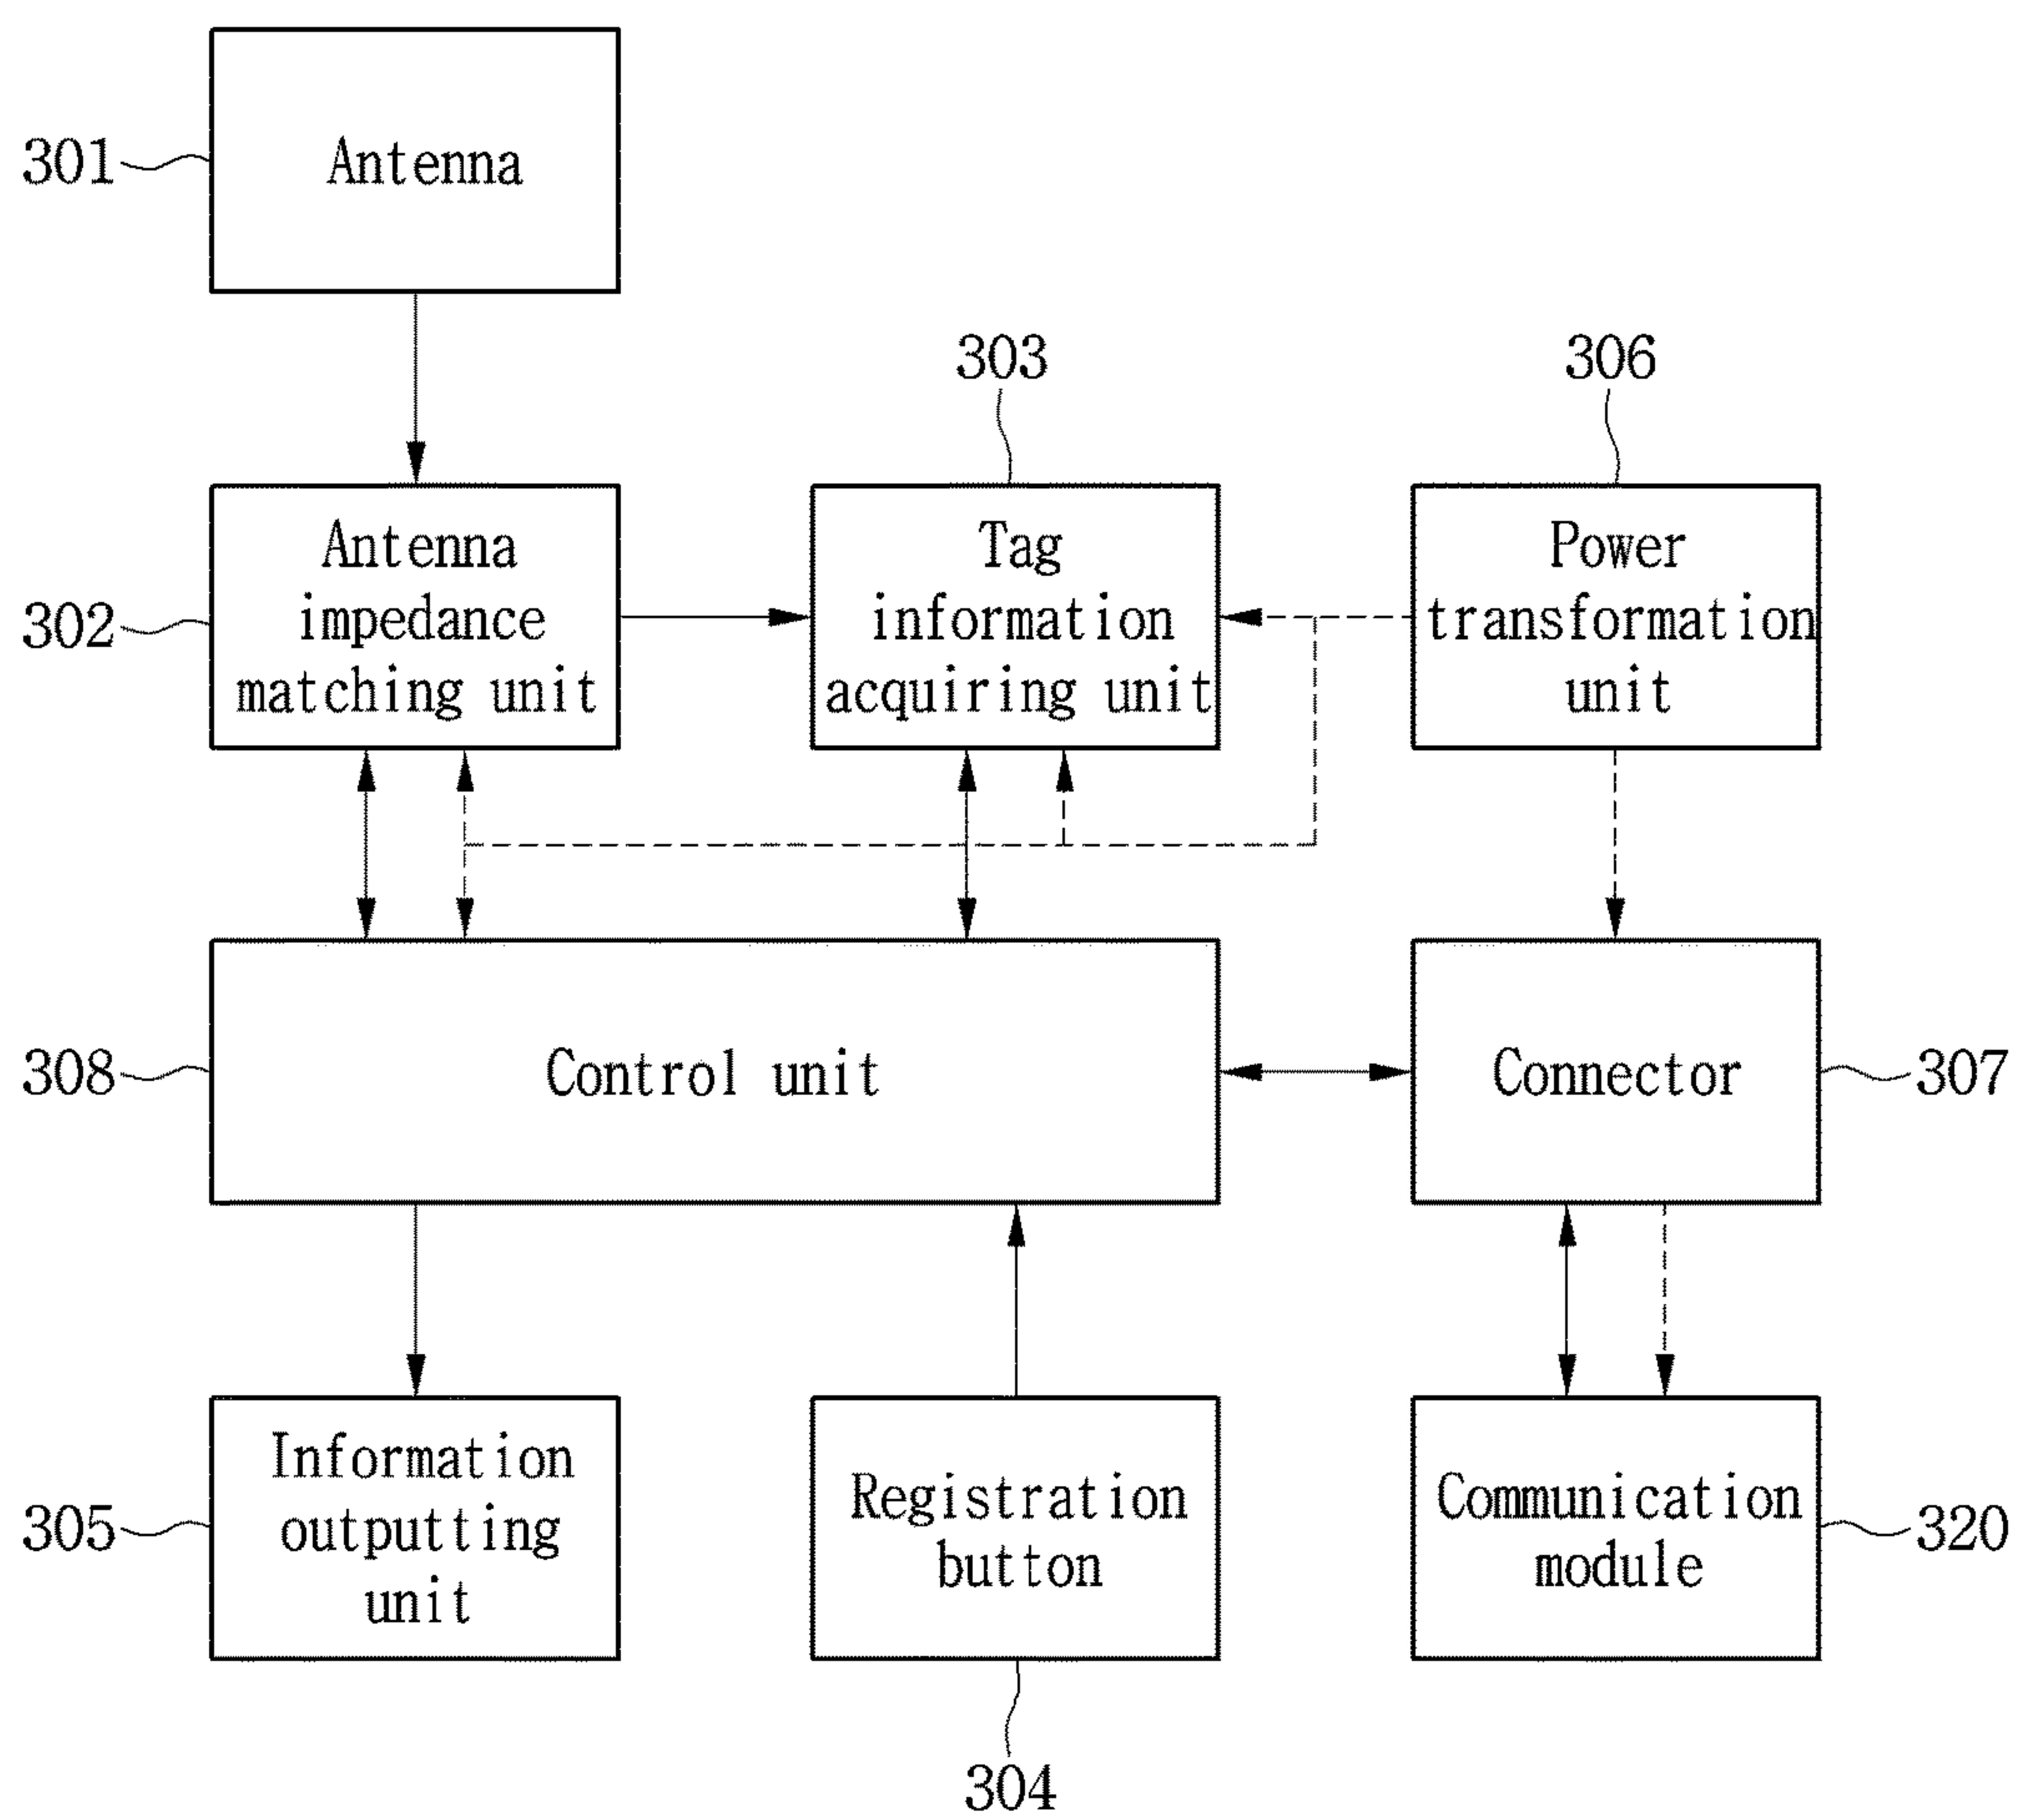 301
Antenna
303
306
302
Antenna
impedance
matching unit
Tag
information
acquiring unit
Power
transformation
unit
308
Control unit
Connector
307
305
Information
outputting
unit
Registration
button
Communication
module
320
304